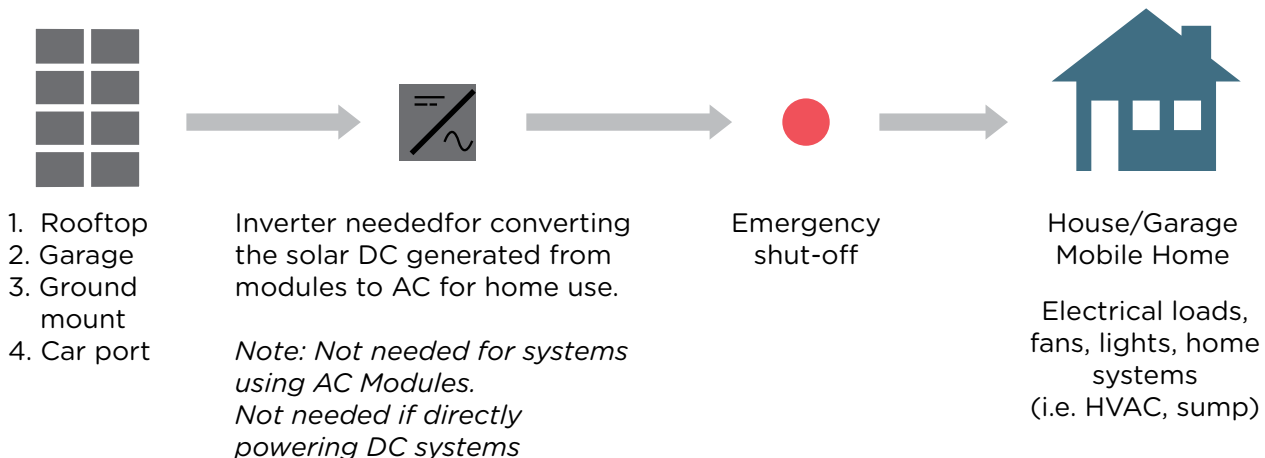 1. Rooftop
2. Garage
3. Ground
mount
4. Car port
Inverter neededfor converting
the solar DC generated from
modules to AC for home use.
Note: Not needed for systems
using AC Modules.
Not needed if directly
powering DC systems
Emergency
shut-off
House/Garage
Mobile Home
Electrical loads,
fans, lights, home
systems
(i.e. HVAC, sump)